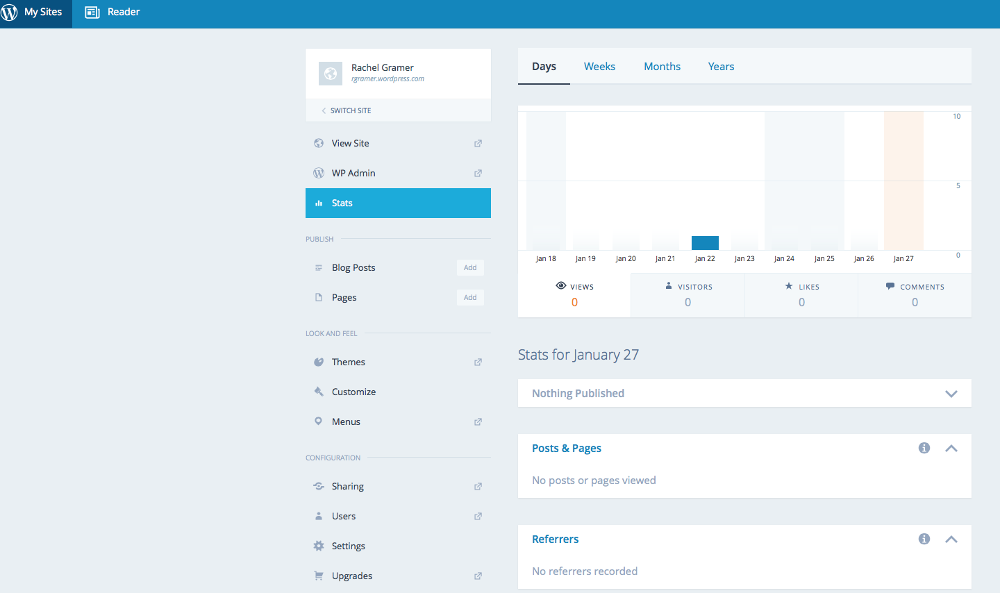 My Sites
Reader
Rachel Gramer
rgramer.wordpress.com
SWITCH SITE
View Site
WP Admin
Stats
PUBLISH
Blog Posts
Add
Pages
Add
LOOK AND FEEL
Themes
Customize
Menus
CONFIGURATION
Sharing
Users
Settings
Upgrades
Days Weeks Months Years
10
5
0
Jan 18 Jan 19 Jan 20 Jan 21 Jan 22 Jan 23 Jan 24 Jan 25 Jan 26 Jan 27
VIEWS
0
VISITORS
0
LIKES
0
COMMENTS
0
Stats for January 27
Nothing Published
Posts & Pages
No posts or pages viewed
Referrers
No referrers recorded